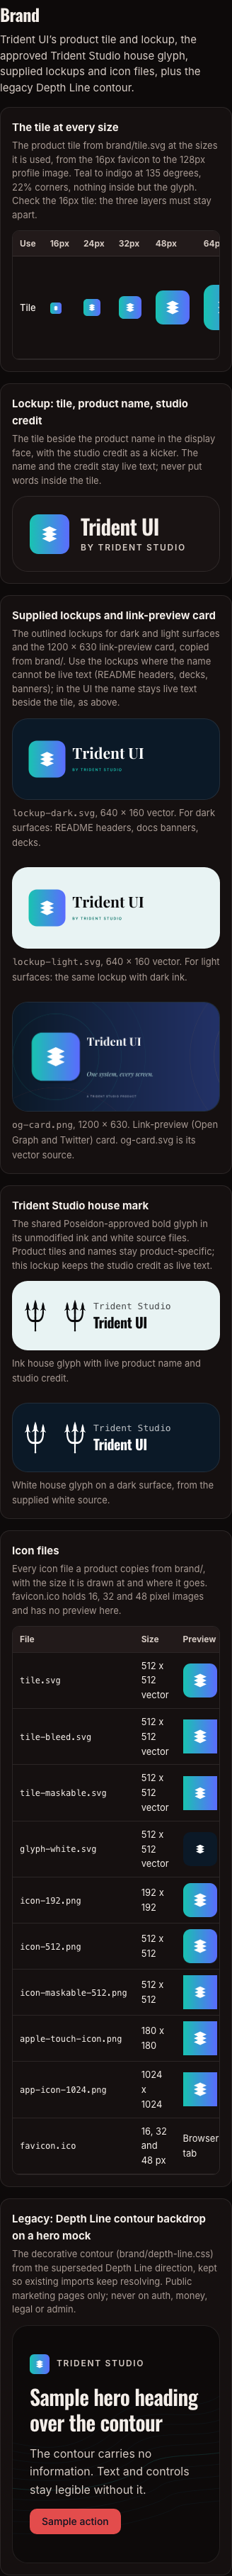 Brand
Trident UI’s product tile and lockup, the
approved Trident Studio house glyph,
supplied lockups and icon files, plus the
legacy Depth Line contour.
The tile at every size
The product tile from brand/tile.svg at the sizes
it is used, from the 16px favicon to the 128px
profile size. Teal to indigo at 135 degrees,
22% corners, nothing inside but the glyph.
Check the 16px tile: the three layers must stay
apart.
Use 16px 24px 32px 48px 64p
Tile
Lockup: tile, product name, studio
credit
The tile beside the product name in the display
face, with the studio credit as a kicker. The
name and the credit stay live text; never put
words inside the tile.
Trident UI
BY TRIDENT STUDIO
Supplied lockups and link-preview card
The outlined lockups for dark and light surfaces
and the 1200 × 630 link-preview card, copied
from brand/. Use the lockups where the name
cannot be live text (README headers, decks,
banners); in the UI the name stays live text
beside the tile, as above.
Trident UI
BY TRIDENT STUDIO
lockup-dark.svg, 640 × 160 vector. For dark
surfaces: README headers, docs banners,
decks.
Trident UI
BY TRIDENT STUDIO
lockup-light.svg, 640 × 160 vector. For light
surfaces: the same lockup with dark ink.
Trident UI
One system, every screen.
A TRIDENT STUDIO PRODUCT
og-card.png, 1200 × 630. Link-preview (Open
Graph and Twitter) card. og-card.svg is its
vector source.
Trident Studio house mark
The shared Poseidon-approved bold glyph in
its unmodified ink and white source files.
Product tiles and names stay product-specific;
this lockup keeps the studio credit as live text.
Trident Studio
Trident UI
Ink house glyph with live product name and
studio credit.
Trident Studio
Trident UI
White house glyph on a dark surface, from the
supplied white source.
Icon files
Every icon file a product copies from brand/,
with the size it is drawn at and where it goes.
favicon.ico holds 16, 32 and 48 pixel images
and has no preview here.
File Size Preview
tile.svg 512 x 512 vector
tile-bleed.svg 512 x 512 vector
tile-maskable.svg 512 x 512 vector
glyph-white.svg 512 x 512 vector
icon-192.png 192 x 192
icon-512.png 512 x 512
icon-maskable-512.png 512 x 512
apple-touch-icon.png 180 x 180
app-icon-1024.png 1024 x 1024
favicon.ico 16, 32 and 48 px Browser tab
Legacy: Depth Line contour backdrop
on a hero mock
The decorative contour (brand/depth-line.css)
from the superseded Depth Line direction, kept
so existing imports keep resolving. Public
marketing pages only; never on auth, money,
legal or admin.
TRIDENT STUDIO
Sample hero heading
over the contour
The contour carries no
information. Text and controls
stay legible without it.
Sample action